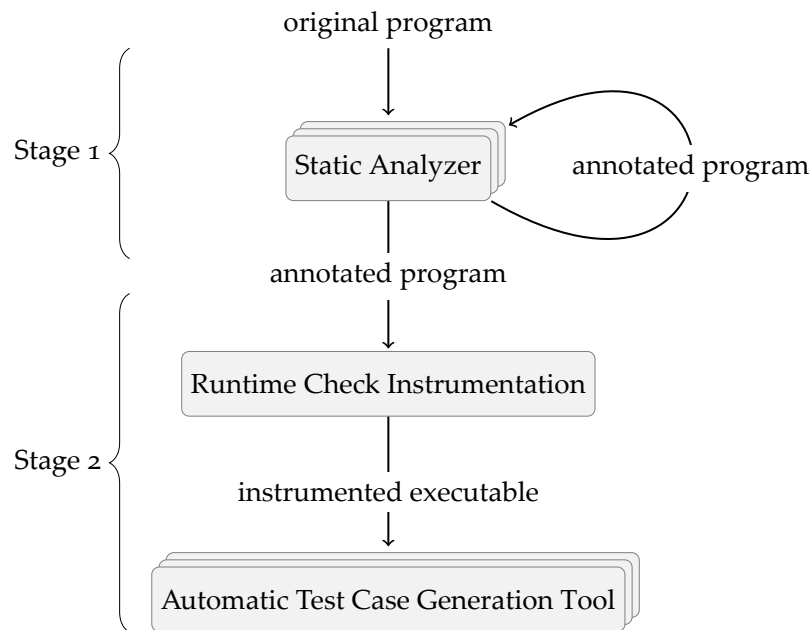 original program
Stage 1
Static Analyzer
annotated program
annotated program
Runtime Check Instrumentation
Stage 2
instrumented executable
Automatic Test Case Generation Tool